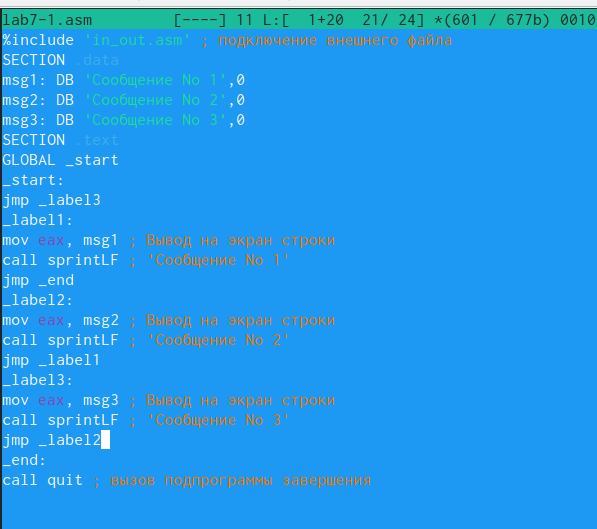 lab7-1.asm [----] 11 L:[ 1+20 21/ 24] *(601 / 677b) 0010
%include 'in_out.asm' ; подключение внешнего файла
SECTION .data
msg1: DB 'Сообщение No 1',0
msg2: DB 'Сообщение No 2',0
msg3: DB 'Сообщение No 3',0
SECTION .text
GLOBAL _start
_start:
jmp _label3
_label1:
mov eax, msg1 ; Вывод на экран строки
call sprintLF ; 'Сообщение No 1'
jmp _end
_label2:
mov eax, msg2 ; Вывод на экран строки
call sprintLF ; 'Сообщение No 2'
jmp _label1
_label3:
mov eax, msg3 ; Вывод на экран строки
call sprintLF ; 'Сообщение No 3'
jmp _label2
_end:
call quit ; вызов подпрограммы завершения